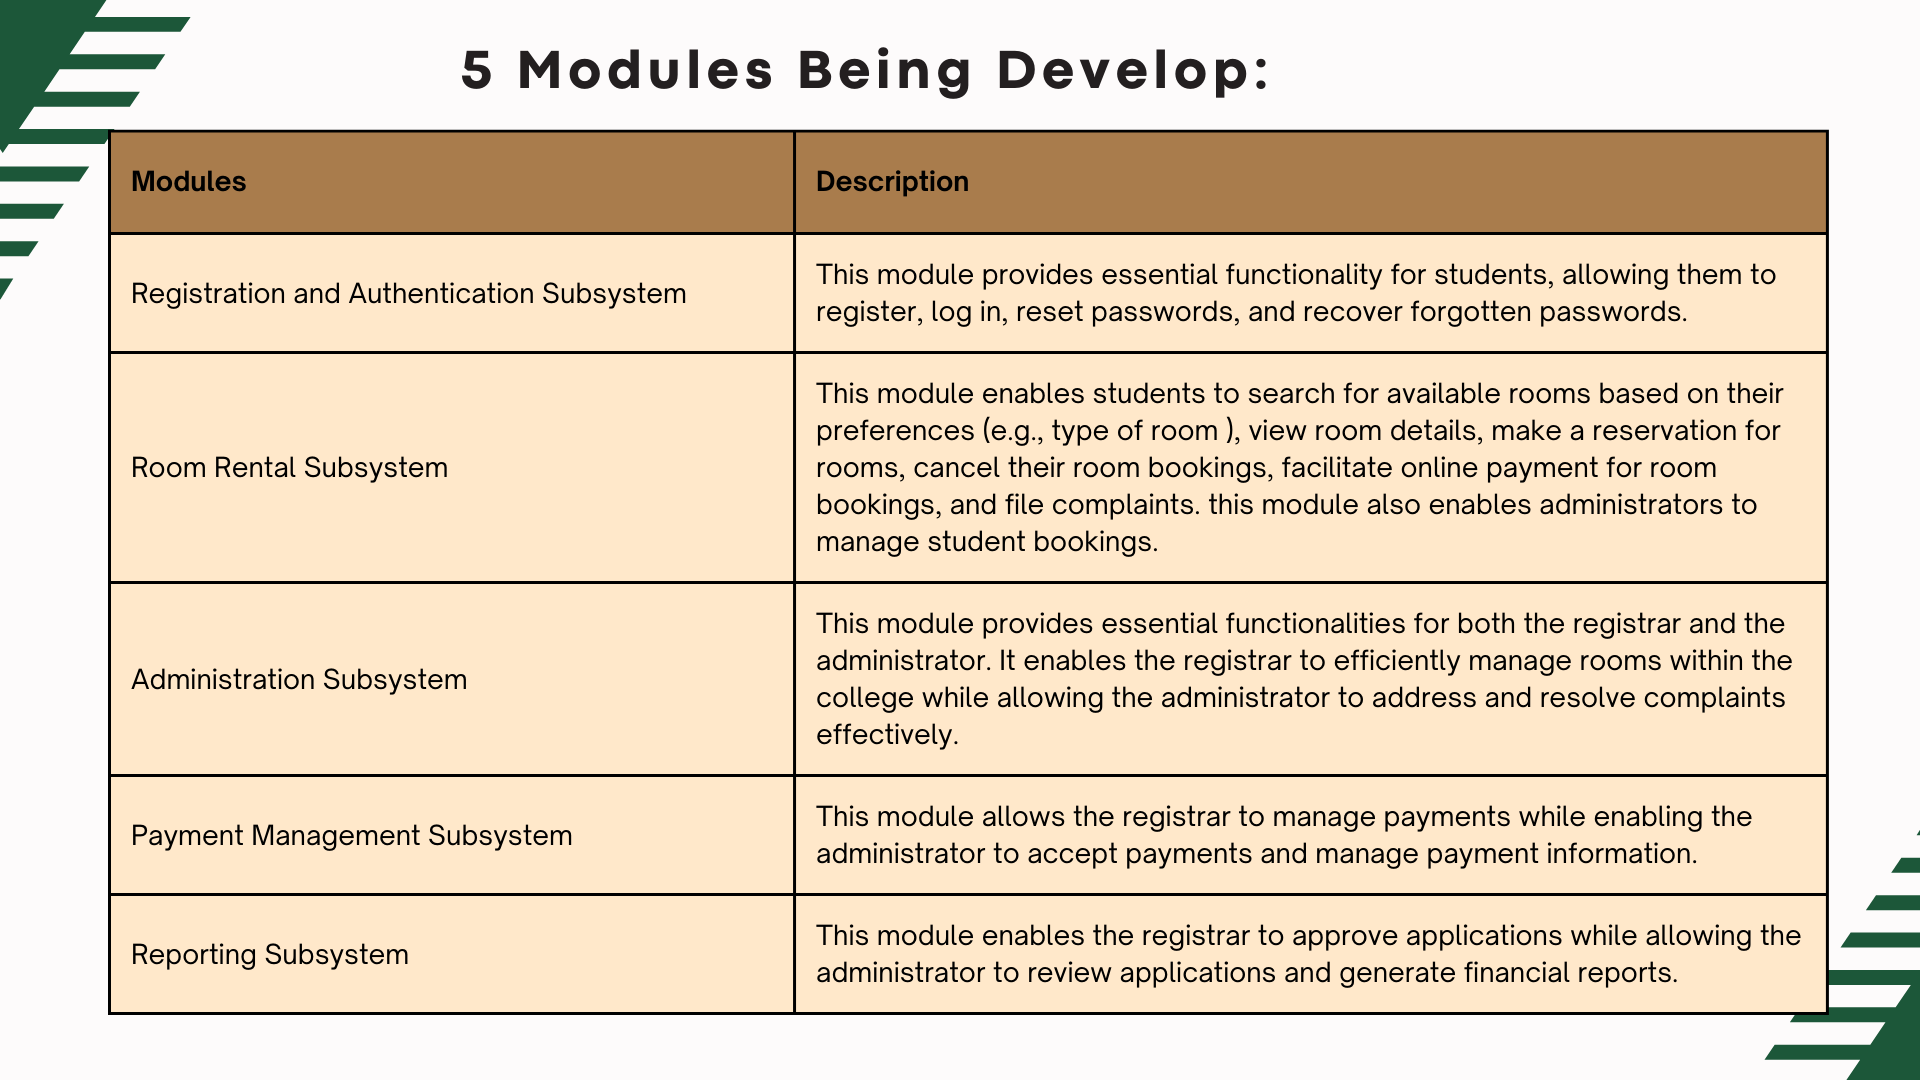 5 Modules Being Develop:
Modules
Description
Registration and Authentication Subsystem
This module provides essential functionality for students, allowing them to
register, log in, reset passwords, and recover forgotten passwords.
Room Rental Subsystem
This module enables students to search for available rooms based on their
preferences (e.g., type of room ), view room details, make a reservation for
rooms, cancel their room bookings, facilitate online payment for room
bookings, and file complaints. this module also enables administrators to
manage student bookings.
Administration Subsystem
This module provides essential functionalities for both the registrar and the
administrator. It enables the registrar to efficiently manage rooms within the
college while allowing the administrator to address and resolve complaints
effectively.
Payment Management Subsystem
This module allows the registrar to manage payments while enabling the
administrator to accept payments and manage payment information.
Reporting Subsystem
This module enables the registrar to approve applications while allowing the
administrator to review applications and generate financial reports.